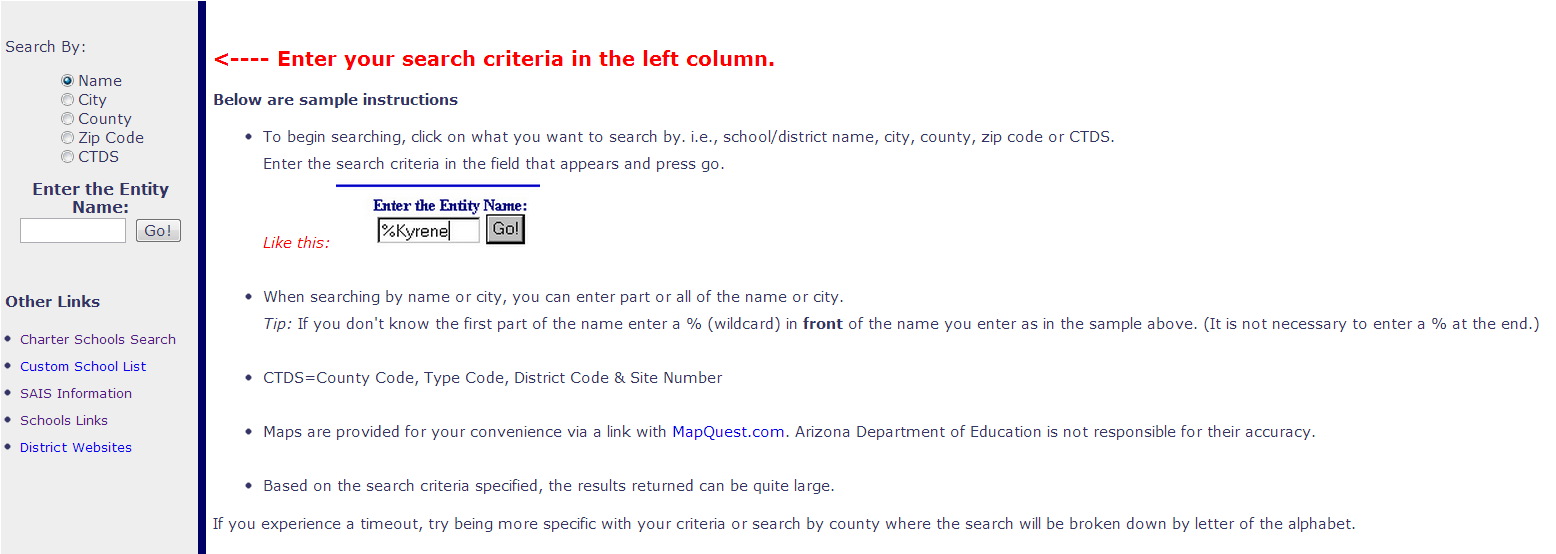 Search By:
Name
City
County
Zip Code
CTDS
Enter the Entity
Name:
Go!
Other Links
Charter Schools Search
Custom School List
SAIS Information
Schools Links
District Websites
<---- Enter your search criteria in the left column.
Below are sample instructions
To begin searching, click on what you want to search by. i.e., school/district name, city, county, zip code or CTDS.
Enter the search criteria in the field that appears and press go.
Enter the Entity Name:
%Kyrene Go!
Like this:
When searching by name or city, you can enter part or all of the name or city.
Tip: If you don't know the first part of the name enter a % (wildcard) in front of the name you enter as in the sample above. (It is not necessary to enter a % at the end.)
CTDS=County Code, Type Code, District Code & Site Number
Maps are provided for your convenience via a link with MapQuest.com. Arizona Department of Education is not responsible for their accuracy.
Based on the search criteria specified, the results returned can be quite large.
If you experience a timeout, try being more specific with your criteria or search by county where the search will be broken down by letter of the alphabet.